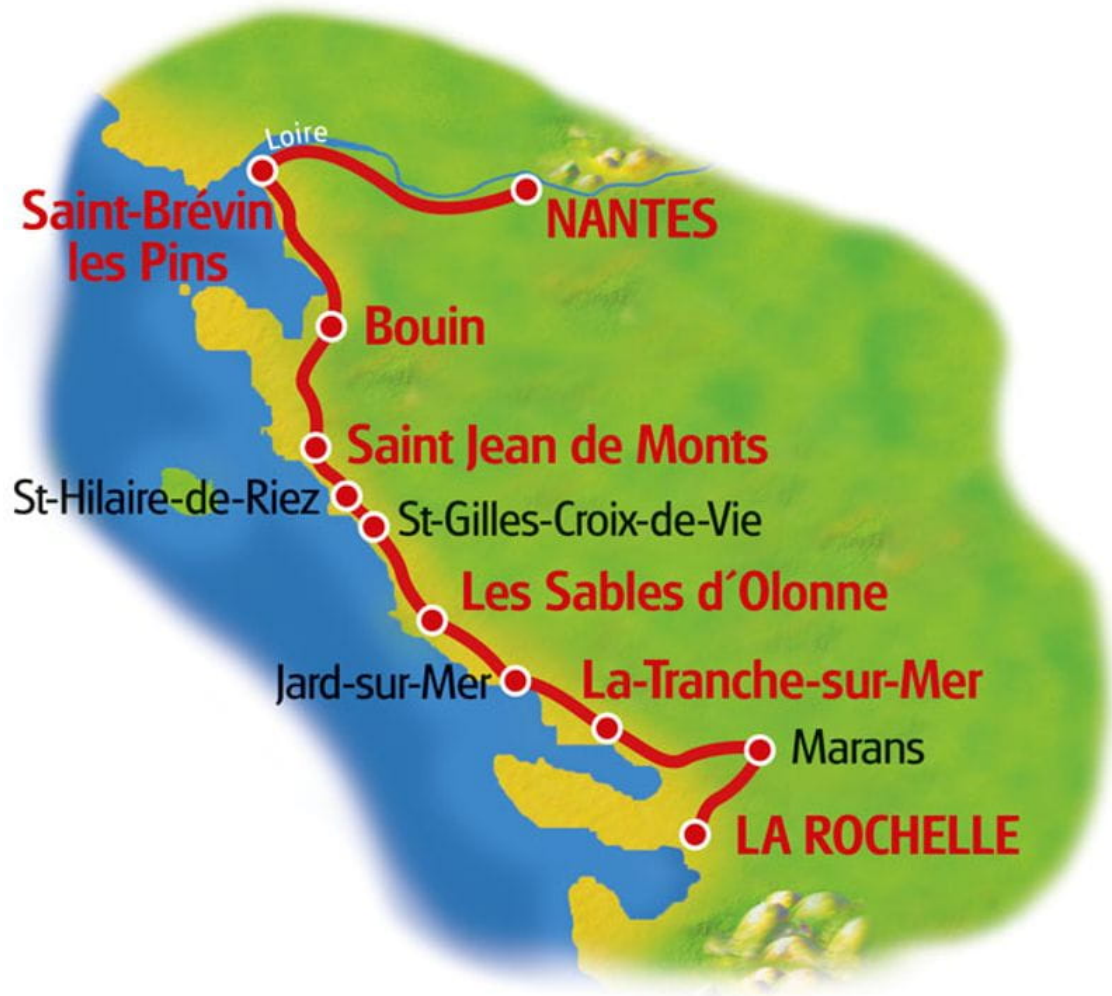 Loire
Saint-Brévin
les Pins
NANTES
Bouin
Saint Jean de Monts
St-Hilaire-de-Riez
St-Gilles-Croix-de-Vie
Les Sables d´Olonne
Jard-sur-Mer
La-Tranche-sur-Mer
Marans
LA ROCHELLE